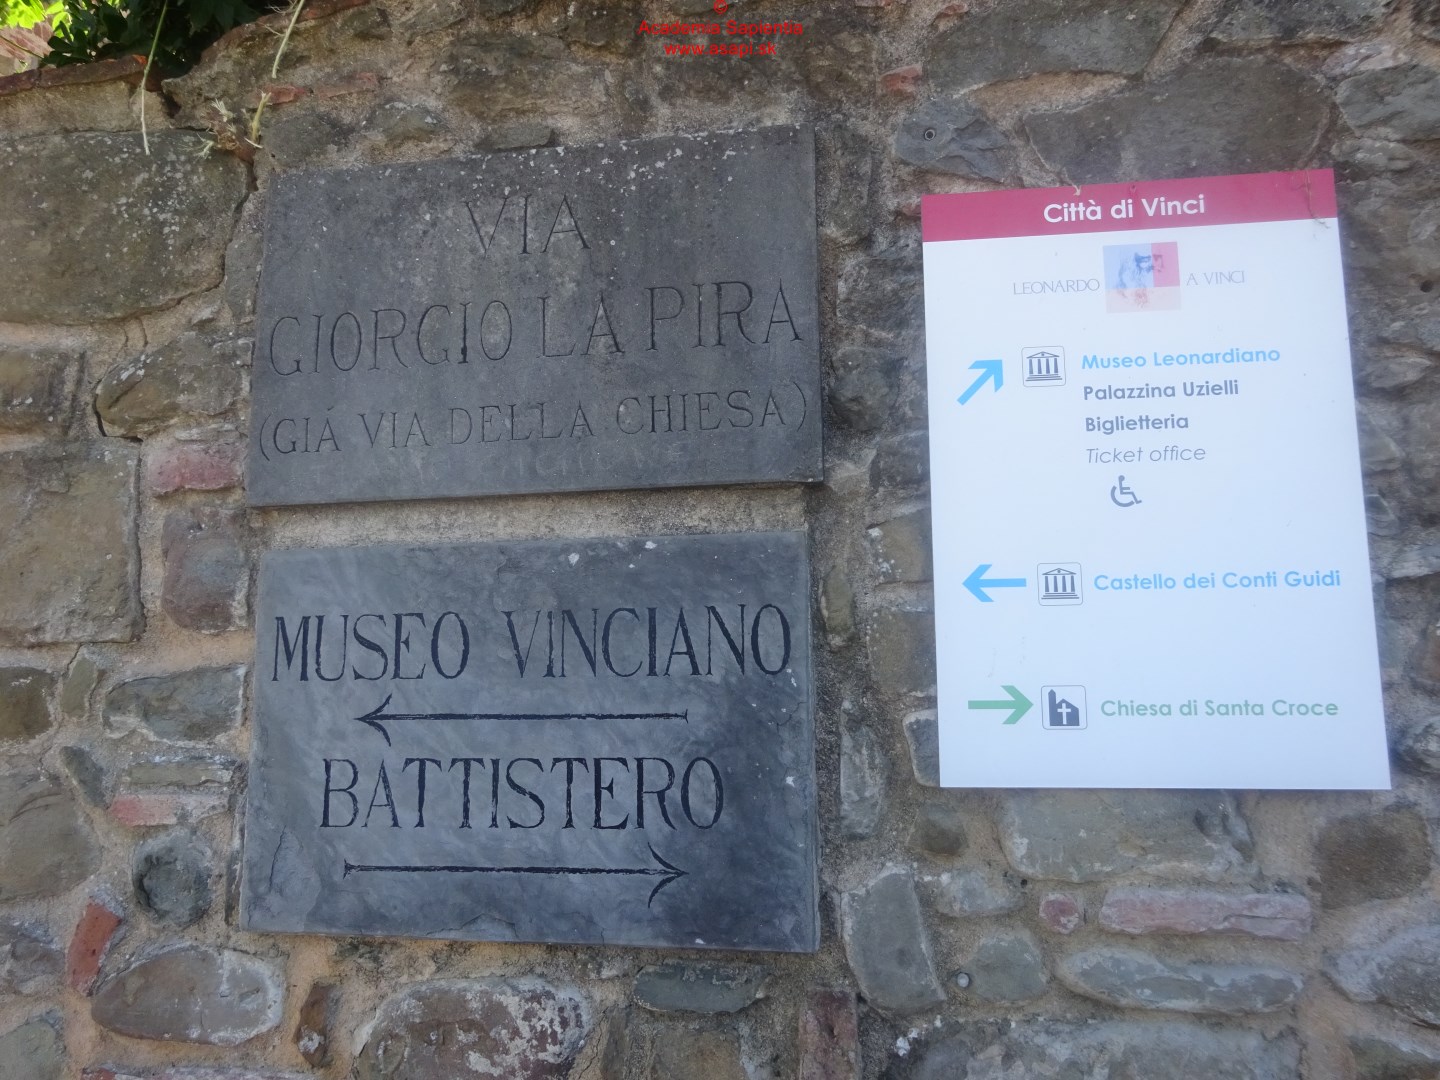 ©
Academia Sapientia
www.asapi.sk
VIA
GIORGIO LA PIRA
(GIÁ VIA DELLA CHIESA)
MUSEO VINCIANO
BATTISTERO
Città di Vinci
LEONARDO A VINCI
Museo Leonardiano
Palazzina Uzielli
Biglietteria
Ticket office
Castello dei Conti Guidi
Chiesa di Santa Croce